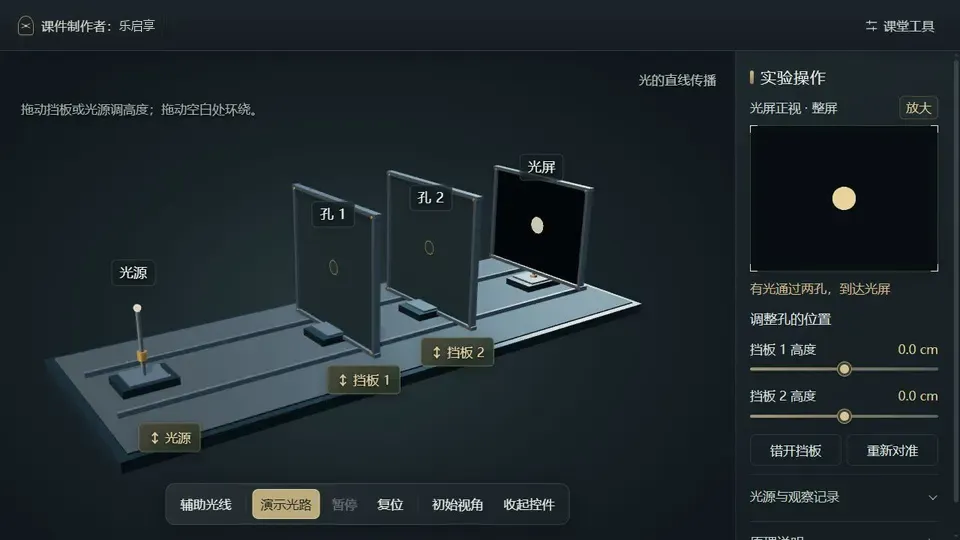 课件制作者：乐启享
课堂工具
光的直线传播
拖动挡板或光源调高度；拖动空白处环绕。
光屏
孔 2
孔 1
光源
挡板 2
挡板 1
光源
辅助光线
演示光路
暂停
复位
初始视角
收起控件
实验操作
光屏正视 · 整屏
放大
有光通过两孔，到达光屏
调整孔的位置
挡板 1 高度
0.0 cm
挡板 2 高度
0.0 cm
错开挡板
重新对准
光源与观察记录